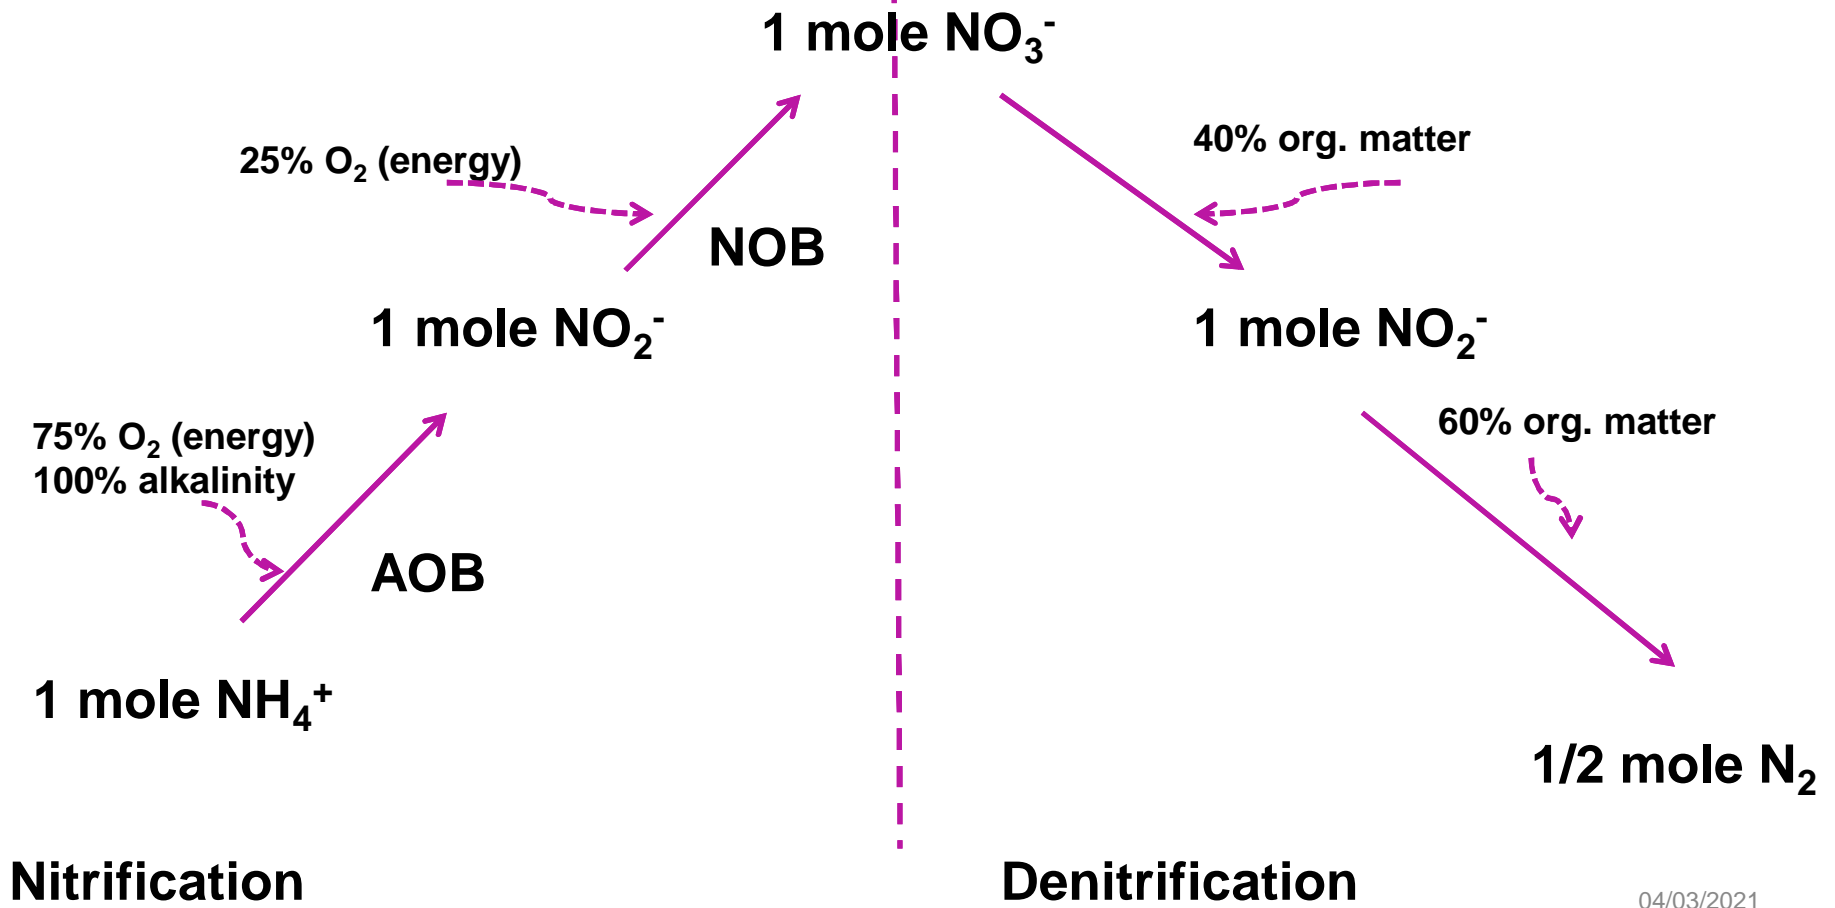 1 mole NO₃⁻
25% O₂ (energy)
40% org. matter
NOB
1 mole NO₂⁻
1 mole NO₂⁻
75% O₂ (energy)
100% alkalinity
60% org. matter
AOB
1 mole NH₄⁺
1/2 mole N₂
Nitrification
Denitrification
04/03/2021